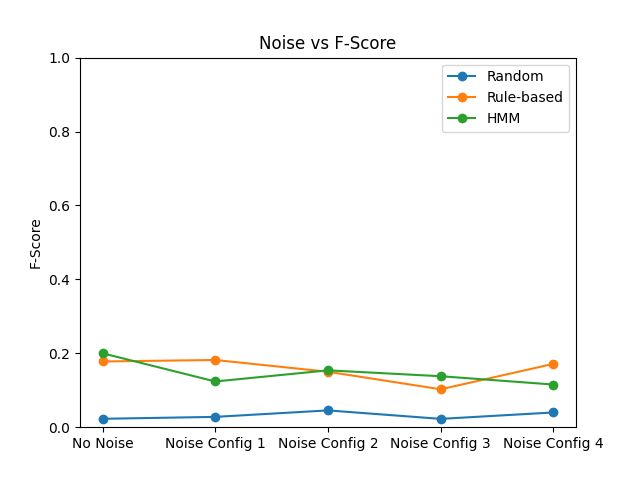 Noise vs F-Score
1.0
0.8
0.6
0.4
0.2
0.0
F-Score
Random
Rule-based
HMM
No Noise
Noise Config 1
Noise Config 2
Noise Config 3
Noise Config 4